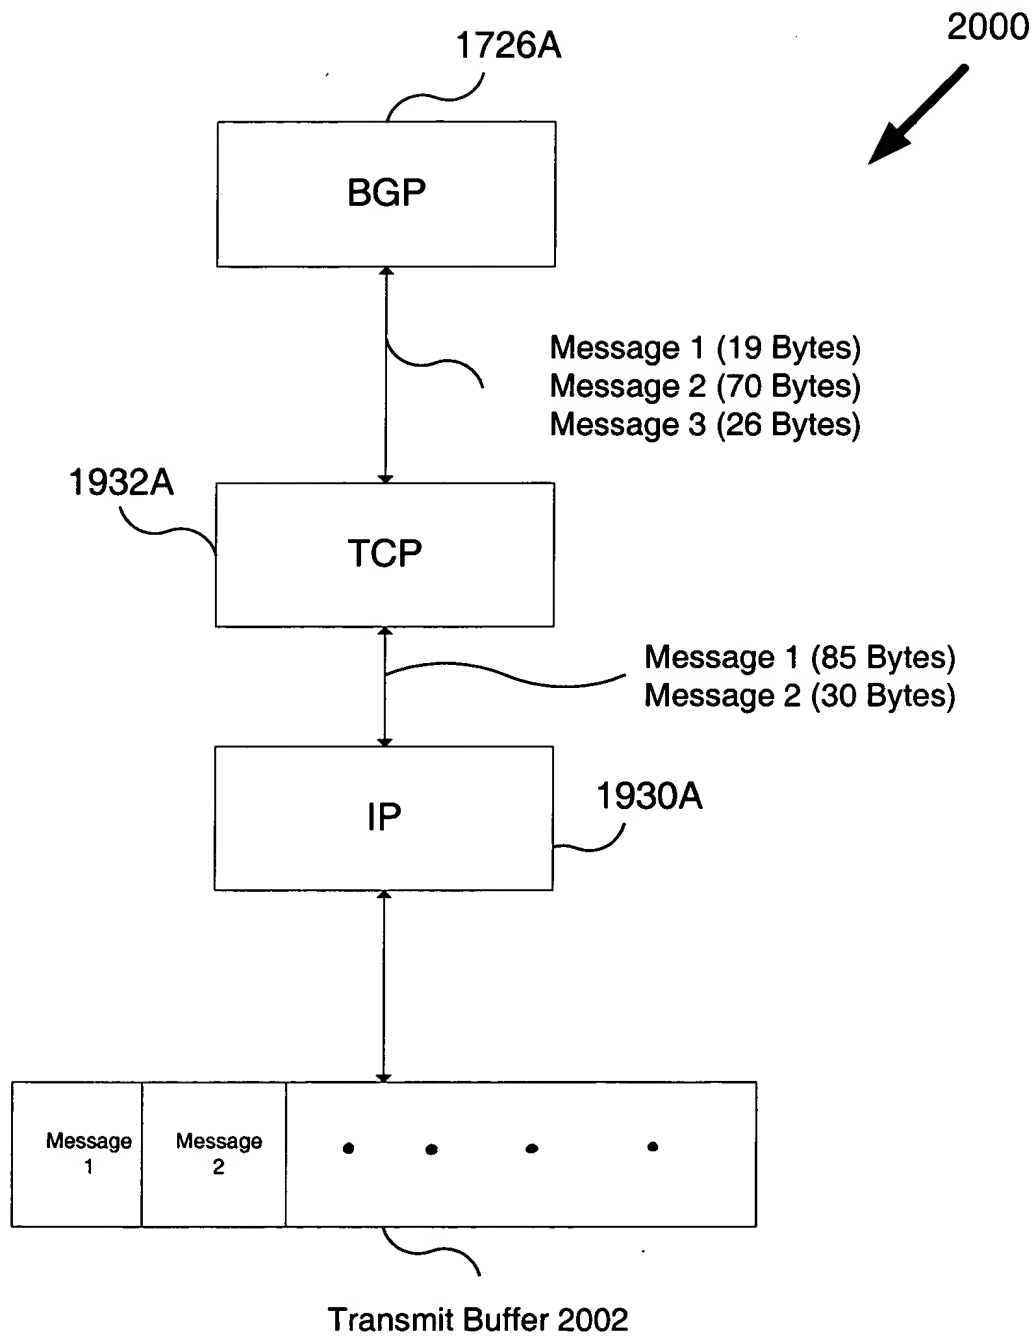 2000
1726A
BGP
Message 1 (19 Bytes)
Message 2 (70 Bytes)
Message 3 (26 Bytes)
1932A
TCP
Message 1 (85 Bytes)
Message 2 (30 Bytes)
1930A
IP
Message
1
Message
2
Transmit Buffer 2002